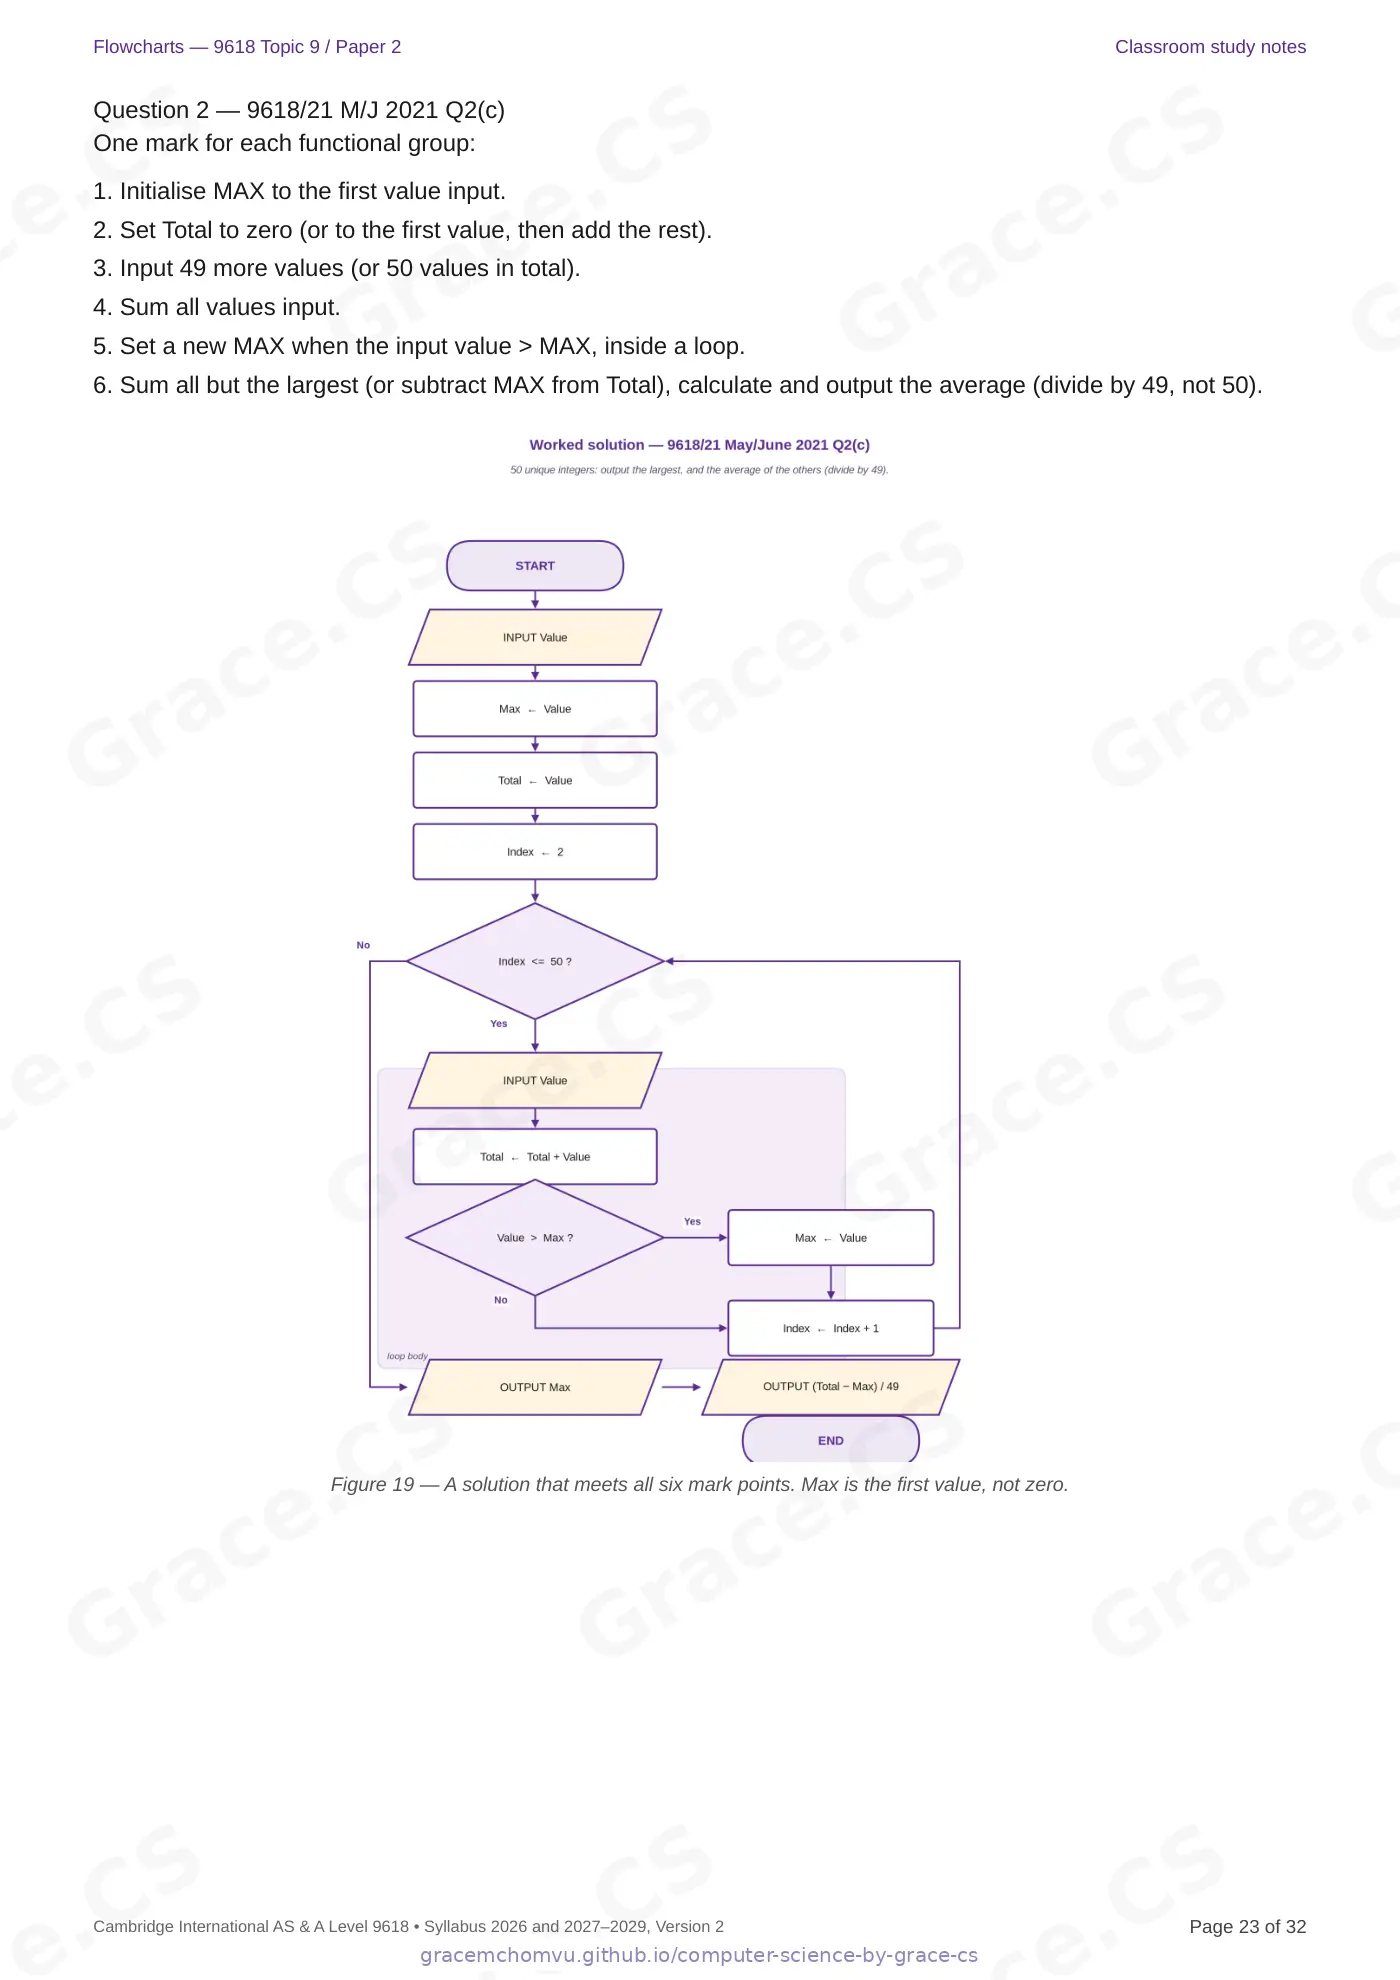 Flowcharts — 9618 Topic 9 / Paper 2
Classroom study notes
Question 2 — 9618/21 M/J 2021 Q2(c)
One mark for each functional group:
1. Initialise MAX to the first value input.
2. Set Total to zero (or to the first value, then add the rest).
3. Input 49 more values (or 50 values in total).
4. Sum all values input.
5. Set a new MAX when the input value > MAX, inside a loop.
6. Sum all but the largest (or subtract MAX from Total), calculate and output the average (divide by 49, not 50).
Worked solution — 9618/21 May/June 2021 Q2(c)
50 unique integers: output the largest, and the average of the others (divide by 49).
START
INPUT Value
Max ← Value
Total ← Value
Index ← 2
No
Index <= 50 ?
Yes
INPUT Value
Total ← Total + Value
Yes
Value > Max ?
Max ← Value
No
Index ← Index + 1
loop body
OUTPUT Max
OUTPUT (Total − Max) / 49
END
Figure 19 — A solution that meets all six mark points. Max is the first value, not zero.
Cambridge International AS & A Level 9618 • Syllabus 2026 and 2027–2029, Version 2
Page 23 of 32
gracemchomvu.github.io/computer-science-by-grace-cs
Grace.CS